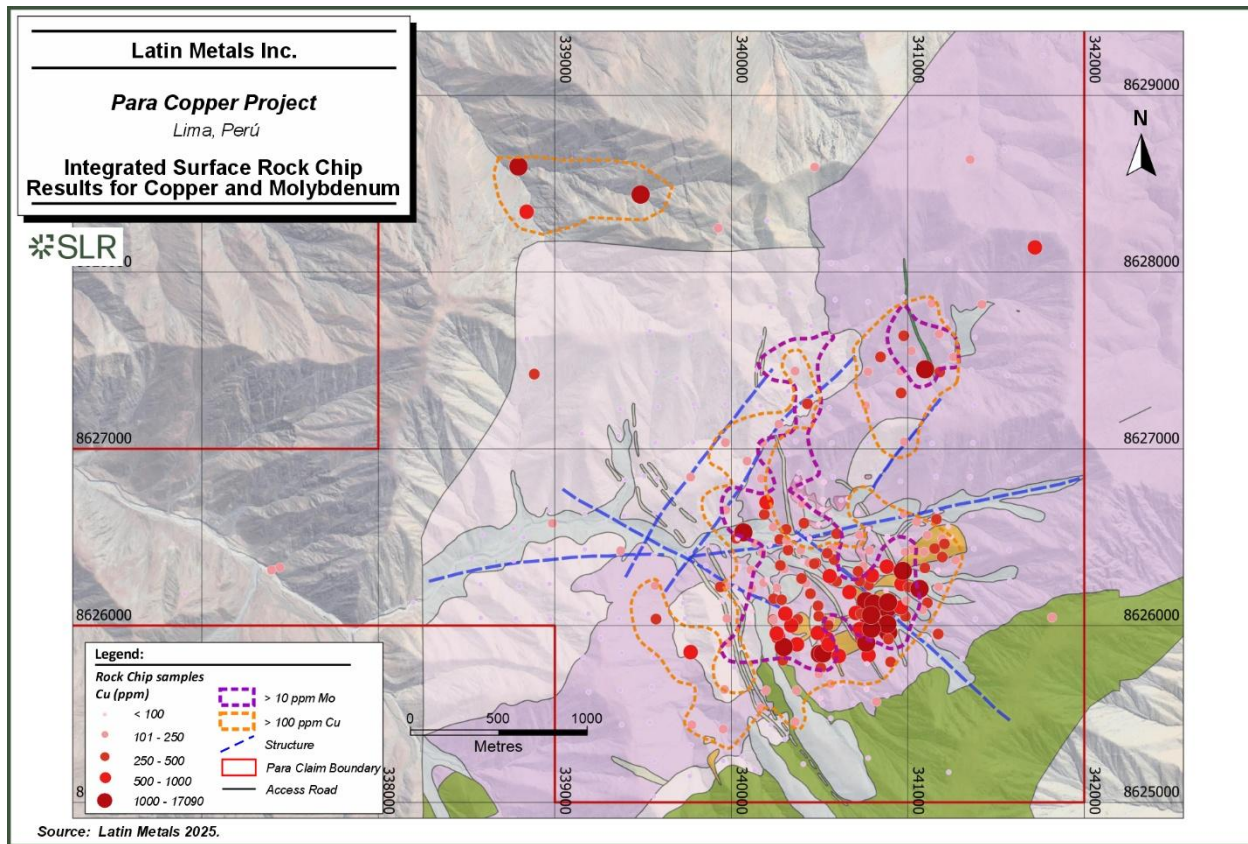 Latin Metals Inc.
Para Copper Project
Lima, Perú
Integrated Surface Rock Chip
Results for Copper and Molybdenum
SLR
339000
340000
341000
342000
8629000
N
8628000
8627000
8627000
8626000
8626000
Legend:
Rock Chip samples
Cu (ppm)
< 100
101 - 250
250 - 500
500 - 1000
1000 - 17090
> 10 ppm Mo
> 100 ppm Cu
Structure
Para Claim Boundary
Access Road
0 500 1000
Metres
338000
339000
340000
341000
342000
8625000
Source: Latin Metals 2025.